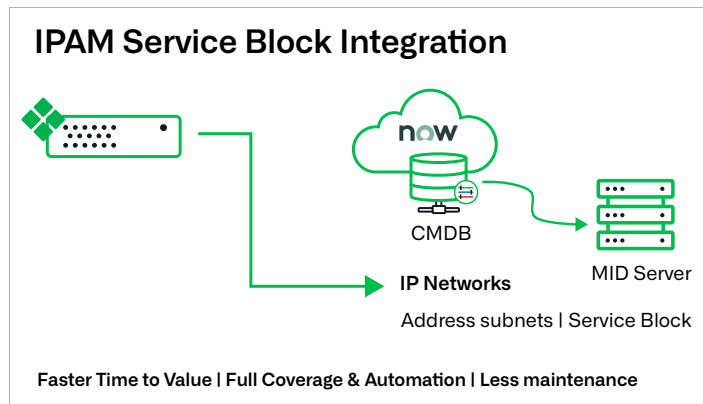 IPAM Service Block Integration
now
CMDB
MID Server
IP Networks
Address subnets | Service Block
Faster Time to Value | Full Coverage & Automation | Less maintenance